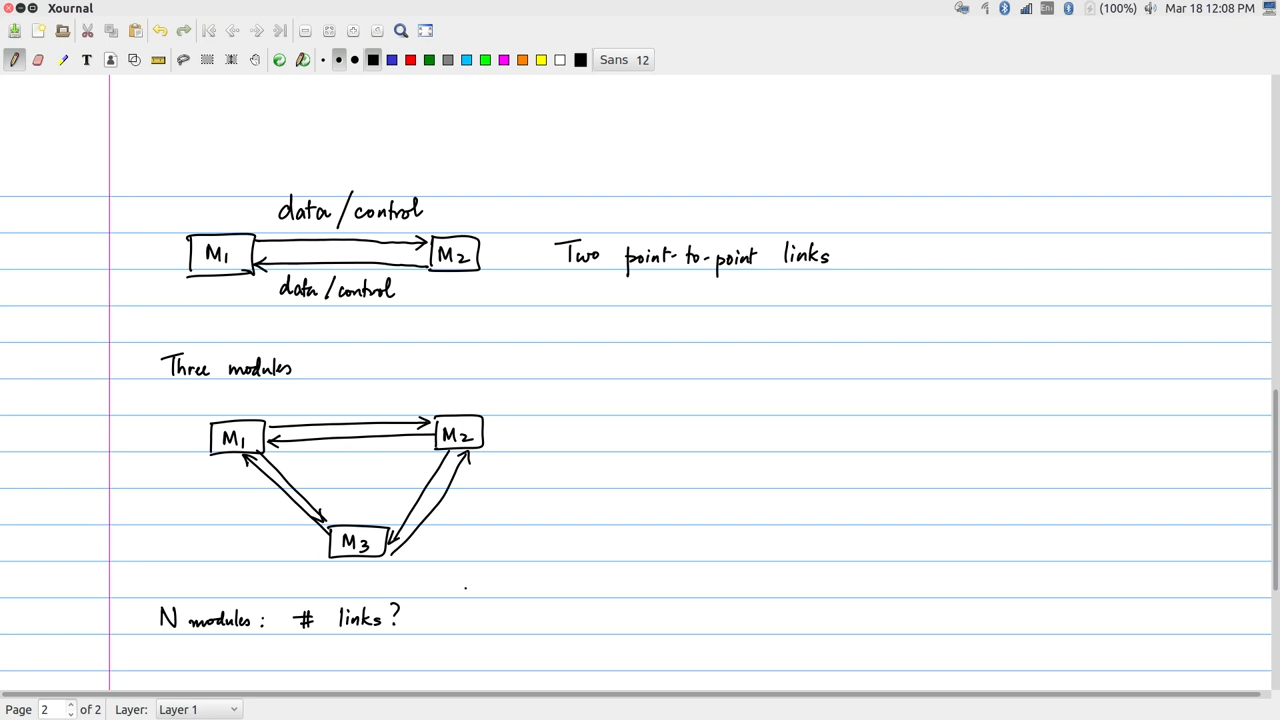 Xournal
En
(100%)
Mar 18 12:08 PM
T
Sans 12
data/control
M1
M2
Two point-to-point links
data/control
Three modules
M1
M2
M3
N modules: # links?
Page 2 of 2 Layer: Layer 1